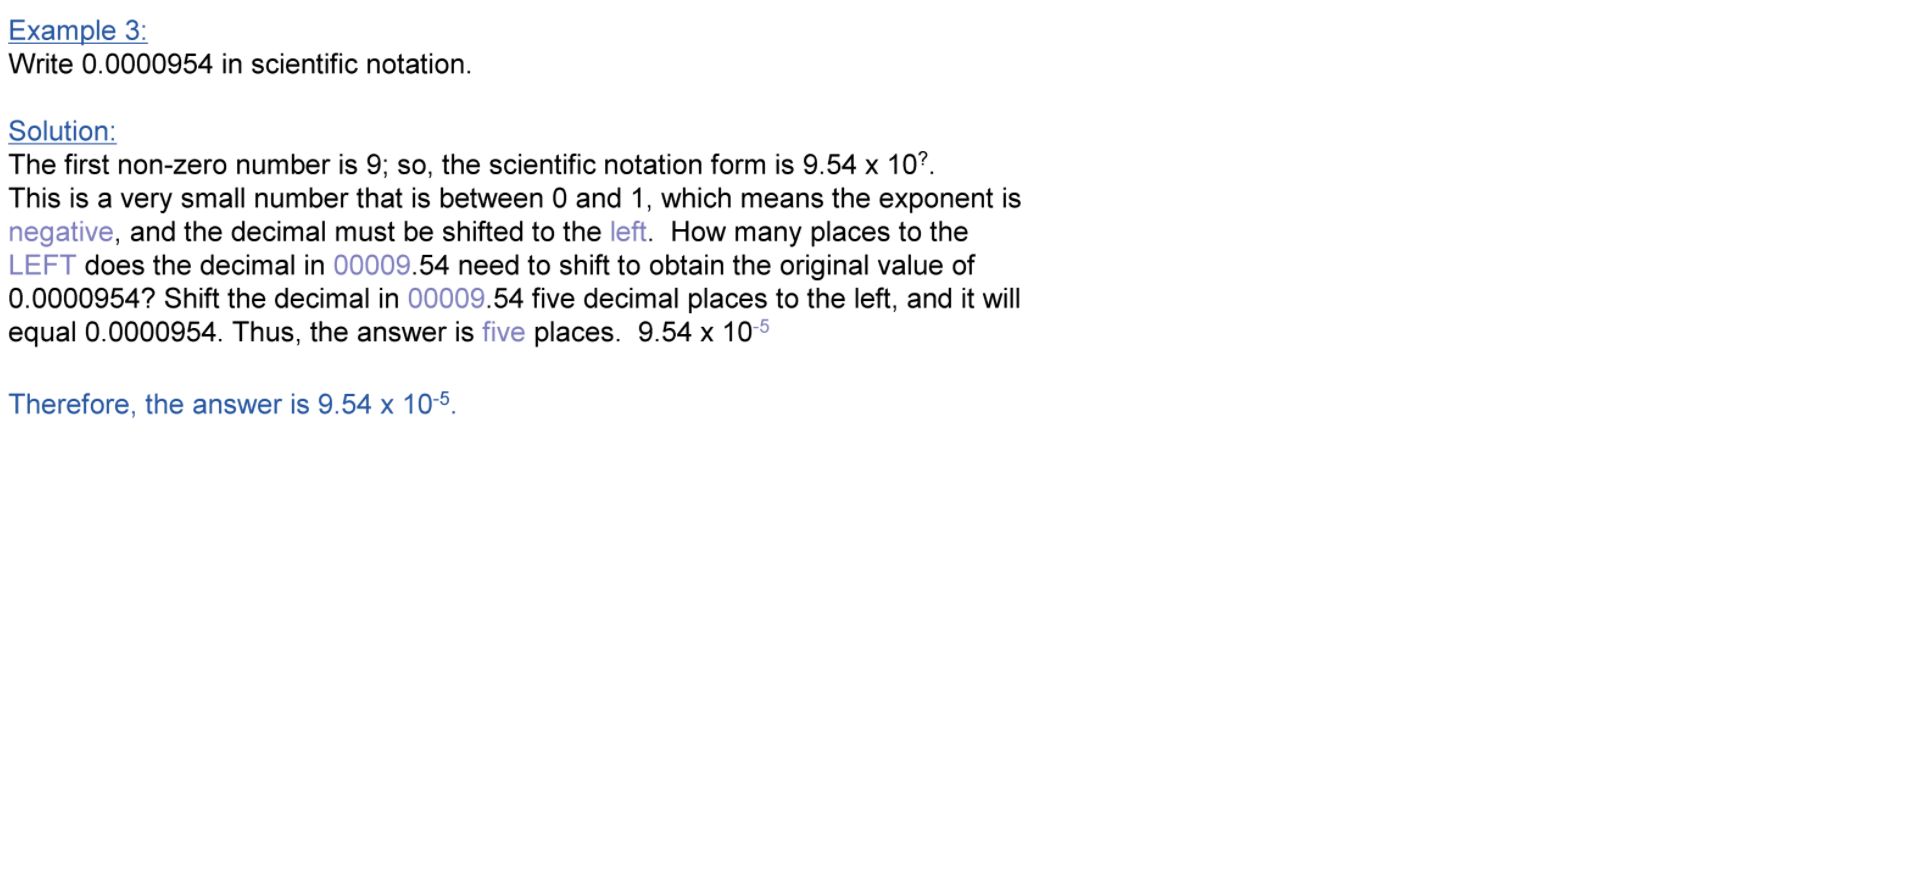 Example 3:
Write 0.0000954 in scientific notation.
Solution:
The first non-zero number is 9; so, the scientific notation form is 9.54 x 10?.
This is a very small number that is between 0 and 1, which means the exponent is
negative, and the decimal must be shifted to the left.  How many places to the
LEFT does the decimal in 00009.54 need to shift to obtain the original value of
0.0000954? Shift the decimal in 00009.54 five decimal places to the left, and it will
equal 0.0000954. Thus, the answer is five places.  9.54 x 10-5
Therefore, the answer is 9.54 x 10-5.